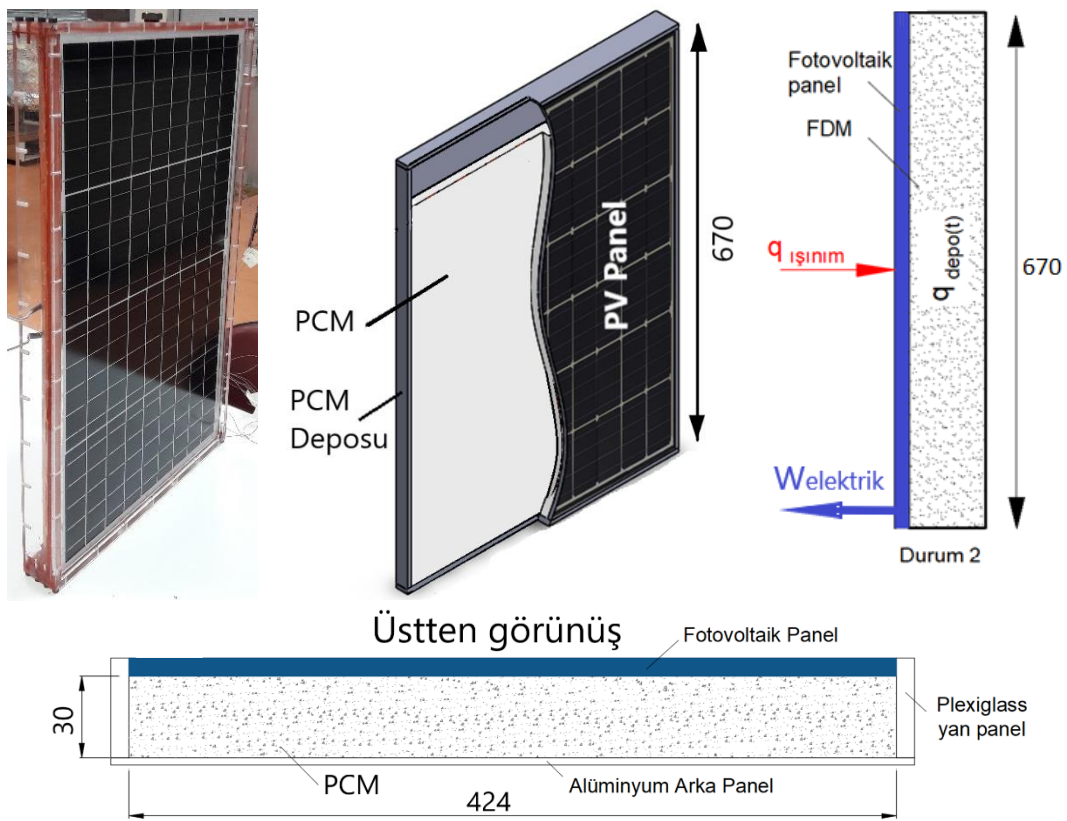 PCM
PCM
Deposu
PV Panel
670
Fotovoltaik
panel
FDM
q ışınım
q depo(t)
670
Welektrik
Durum 2
Üstten görünüş
Fotovoltaik Panel
30
Plexiglass
yan panel
PCM
Alüminyum Arka Panel
424